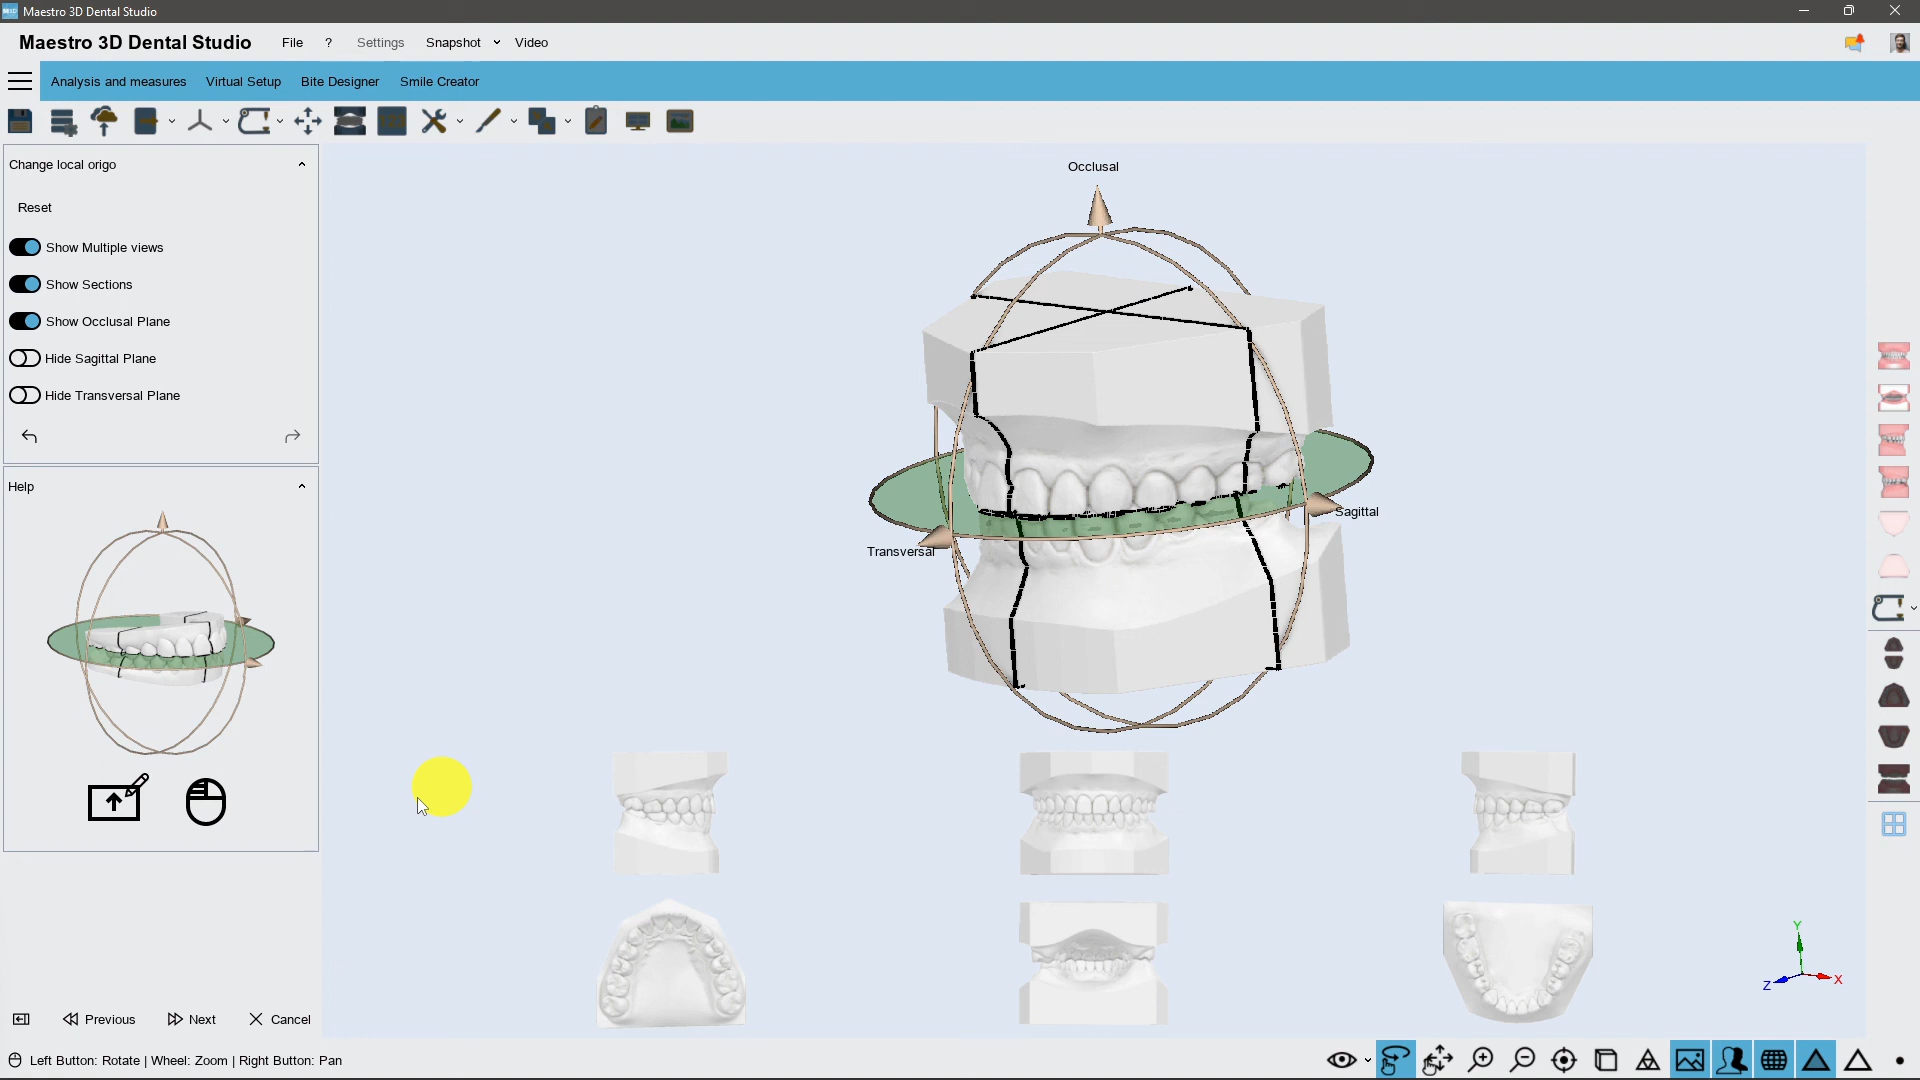 Maestro 3D Dental Studio
Maestro 3D Dental Studio
File ? Settings Snapshot Video
Analysis and measures Virtual Setup Bite Designer Smile Creator
Change local origo
Reset
Show Multiple views
Show Sections
Show Occlusal Plane
Hide Sagittal Plane
Hide Transversal Plane
Help
Previous Next Cancel
Left Button: Rotate | Wheel: Zoom | Right Button: Pan
Occlusal
Sagittal
Transversal
Y
Z
X